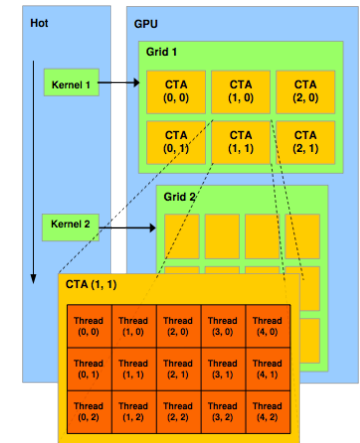 Hot
GPU
Grid 1
Kernel 1
CTA
(0, 0)
CTA
(1, 0)
CTA
(2, 0)
CTA
(0, 1)
CTA
(1, 1)
CTA
(2, 1)
Grid 2
Kernel 2
CTA (1, 1)
Thread
(0, 0)
Thread
(1, 0)
Thread
(2, 0)
Thread
(3, 0)
Thread
(4, 0)
Thread
(0, 1)
Thread
(1, 1)
Thread
(2, 1)
Thread
(3, 1)
Thread
(4, 1)
Thread
(0, 2)
Thread
(1, 2)
Thread
(2, 2)
Thread
(3, 2)
Thread
(4, 2)